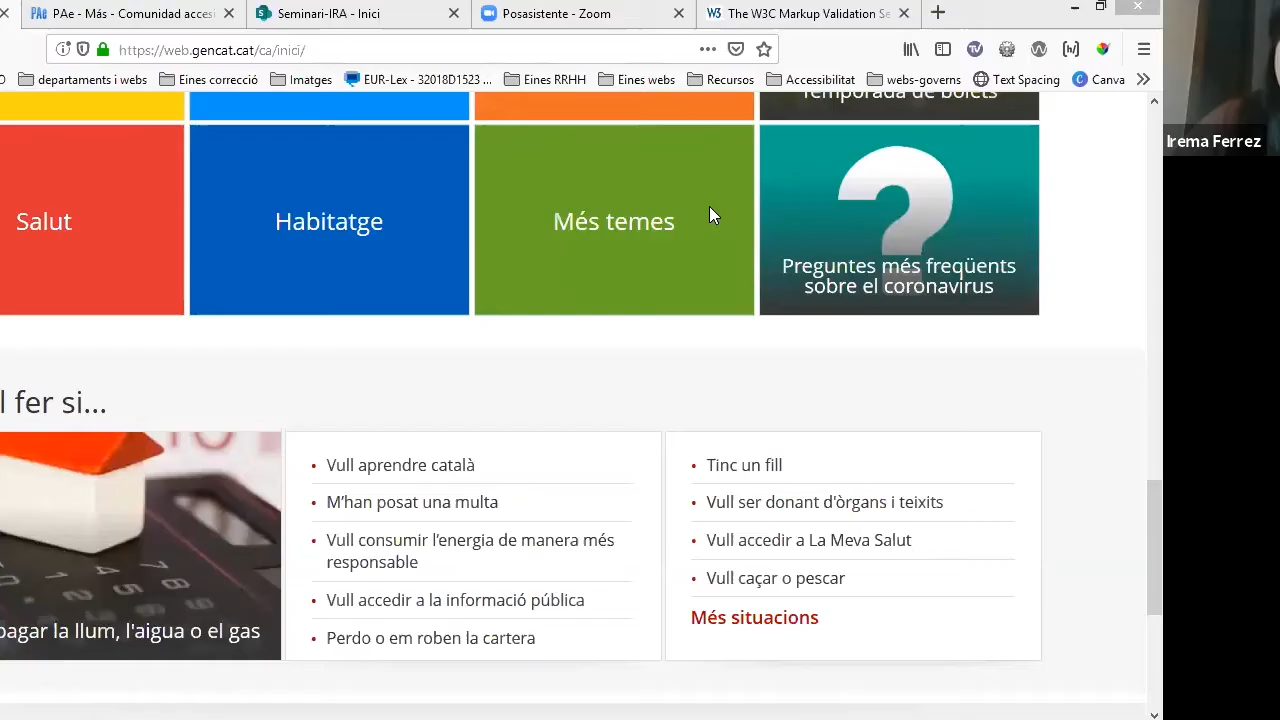 PAe - Más - Comunidad acces
Seminari-IRA - Inici
Posasistente - Zoom
The W3C Markup Validation Se
https://web.gencat.cat/ca/inici/
departaments i webs
Eines correcció
Imatges
EUR-Lex - 32018D1523 ...
Eines RRHH
Eines webs
Recursos
Accessibilitat
webs-governs
Text Spacing
Canva
Temporada de bolets
Irema Ferrez
Salut
Habitatge
Més temes
Preguntes més freqüents
sobre el coronavirus
l fer si...
Vull aprendre català
M'han posat una multa
Vull consumir l'energia de manera més
responsable
Vull accedir a la informació pública
Perdo o em roben la cartera
Tinc un fill
Vull ser donant d'òrgans i teixits
Vull accedir a La Meva Salut
Vull caçar o pescar
Més situacions
pagar la llum, l'aigua o el gas